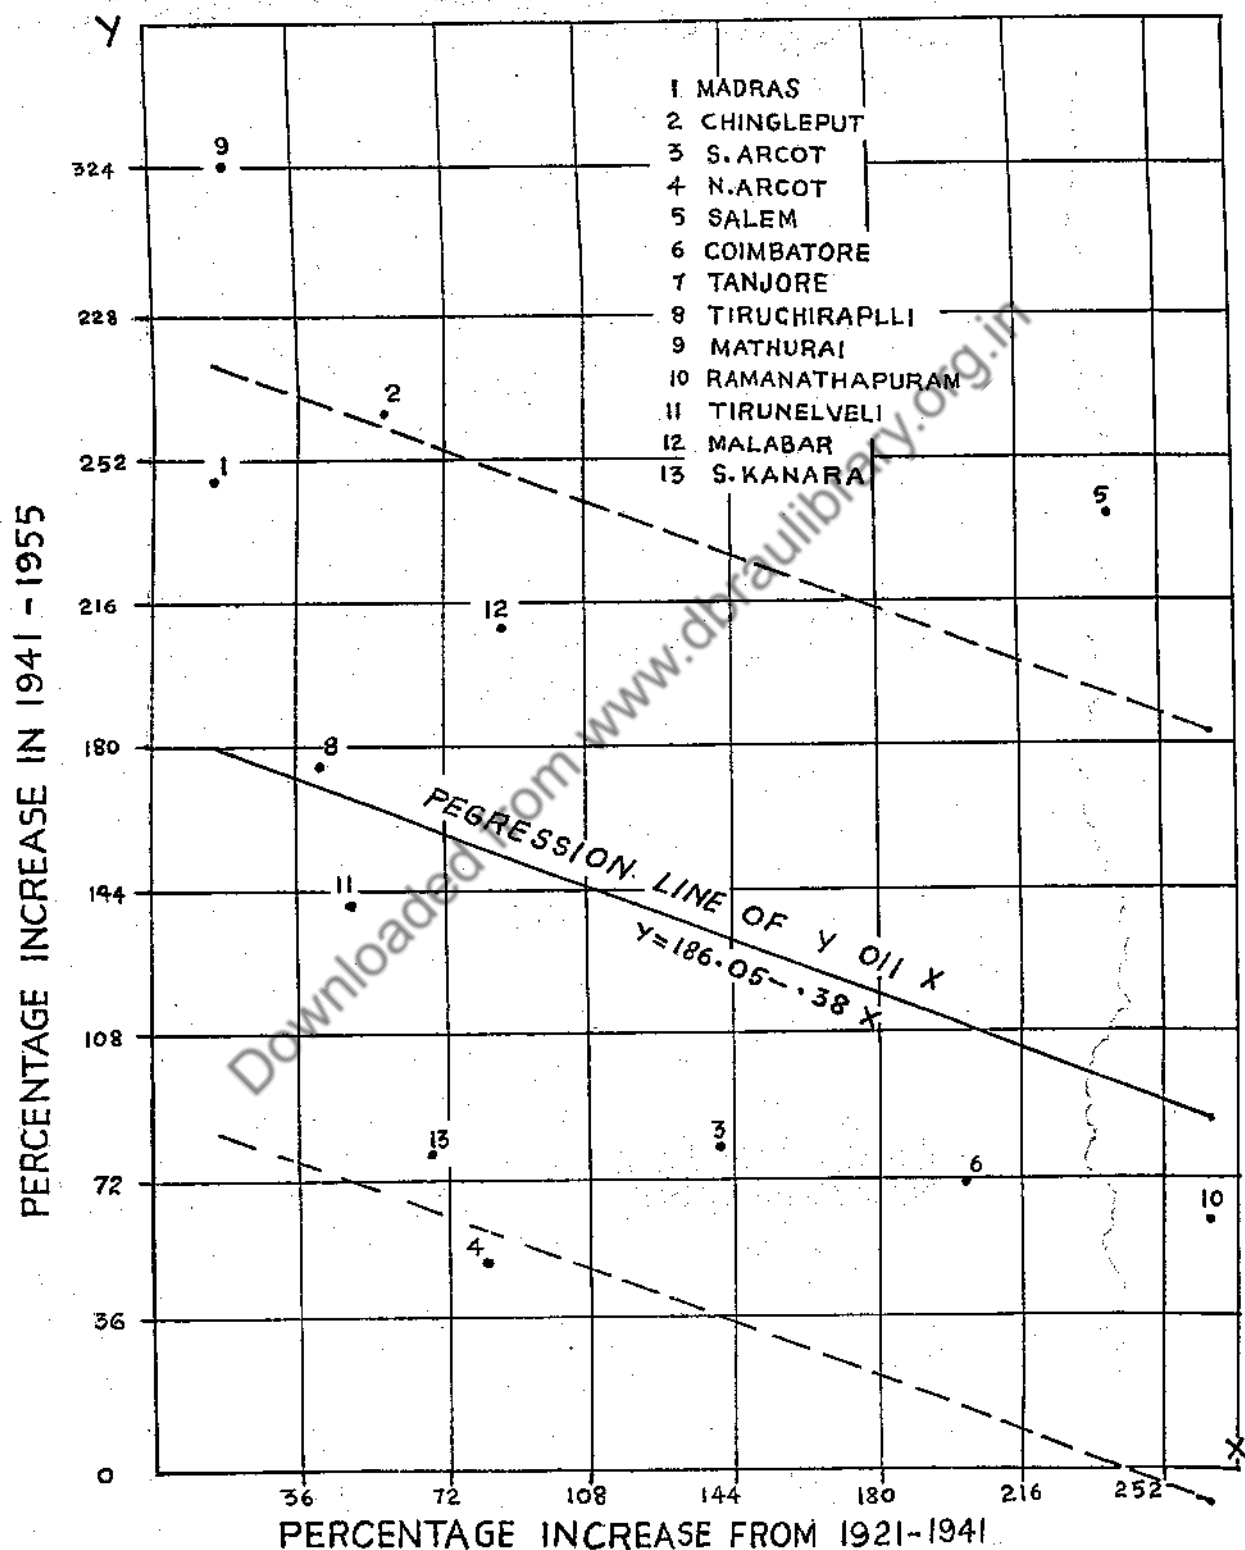 Y
1 MADRAS
2 CHINGLEPUT
3 S. ARCOT
4 N. ARCOT
5 SALEM
6 COIMBATORE
7 TANJORE
8 TIRUCHIRAPLLI
9 MATHURAI
10 RAMANATHAPURAM
11 TIRUNELVELI
12 MALABAR
13 S. KANARA
9
324
228
2
252
1
5
216
12
180
8
PEGRESSION. LINE OF Y 011 X
Y=186.05-.38 X
144
11
108
13
3
6
72
10
4
36
0
X
36 72 108 144 180 216 252
PERCENTAGE INCREASE IN 1941-1955
PERCENTAGE INCREASE FROM 1921-1941
Downloaded from www.dbraulibrary.org.in